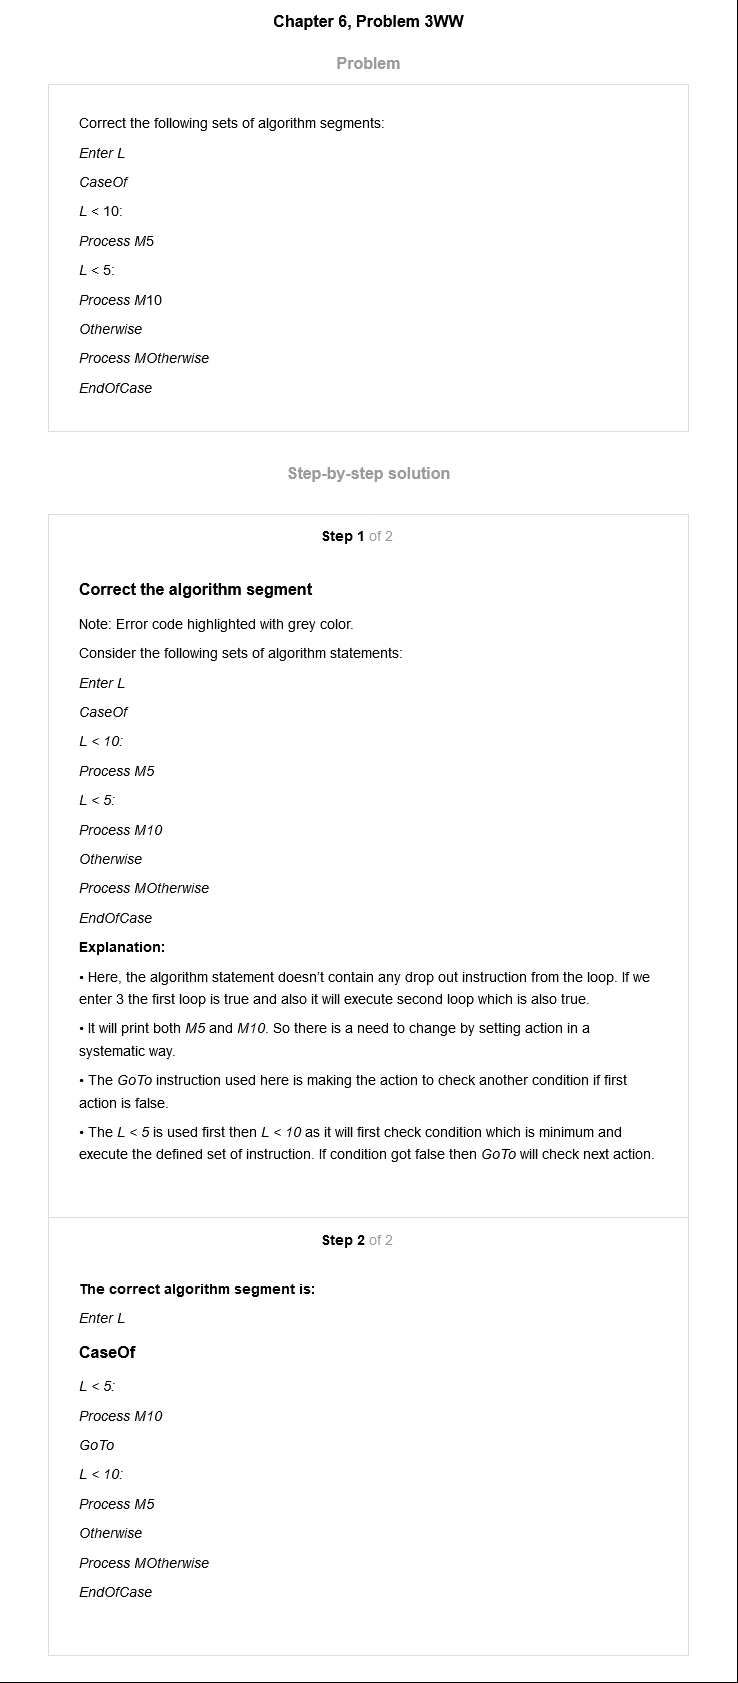 Chapter 6, Problem 3WW
Problem
Correct the following sets of algorithm segments:
Enter L
CaseOf
L < 10:
Process M5
L < 5:
Process M10
Otherwise
Process MOtherwise
EndOfCase
Step-by-step solution
Step 1 of 2
Correct the algorithm segment
Note: Error code highlighted with grey color.
Consider the following sets of algorithm statements:
Enter L
CaseOf
L < 10:
Process M5
L < 5:
Process M10
Otherwise
Process MOtherwise
EndOfCase
Explanation:
• Here, the algorithm statement doesn't contain any drop out instruction from the loop. If we
enter 3 the first loop is true and also it will execute second loop which is also true.
• It will print both M5 and M10. So there is a need to change by setting action in a
systematic way.
• The GoTo instruction used here is making the action to check another condition if first
action is false.
• The L < 5 is used first then L < 10 as it will first check condition which is minimum and
execute the defined set of instruction. If condition got false then GoTo will check next action.
Step 2 of 2
The correct algorithm segment is:
Enter L
CaseOf
L < 5:
Process M10
GoTo
L < 10:
Process M5
Otherwise
Process MOtherwise
EndOfCase